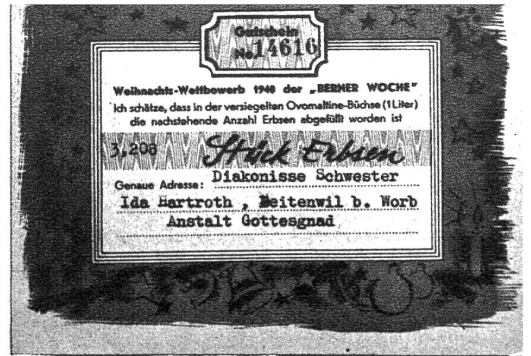 Gutschein
No 14616
Weihnachts-Wettbewerb 1940 der „BERNER WOCHE"
Ich schätze, dass in der versiegelten Ovomaltine-Büchse (1 Liter)
die nachstehende Anzahl Erbsen abgefüllt worden ist
3,208 Stück Erbsen
Genaue Adresse: Diakonisse Schwester
Ida Hartroth , Beitenwil b. Worb
Anstalt Gottesgnad